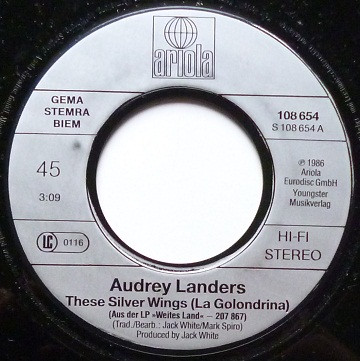 ariola
GEMA
STEMRA
BIEM
108 654
S 108 654 A
45
3:09
℗ 1986
Ariola
Eurodisc GmbH
Youngster
Musikverlag
LC 0116
HI-FI
STEREO
Audrey Landers
These Silver Wings (La Golondrina)
(Aus der LP »Weites Land« – 207 867)
(Trad./Bearb.: Jack White/Mark Spiro)
Produced by Jack White